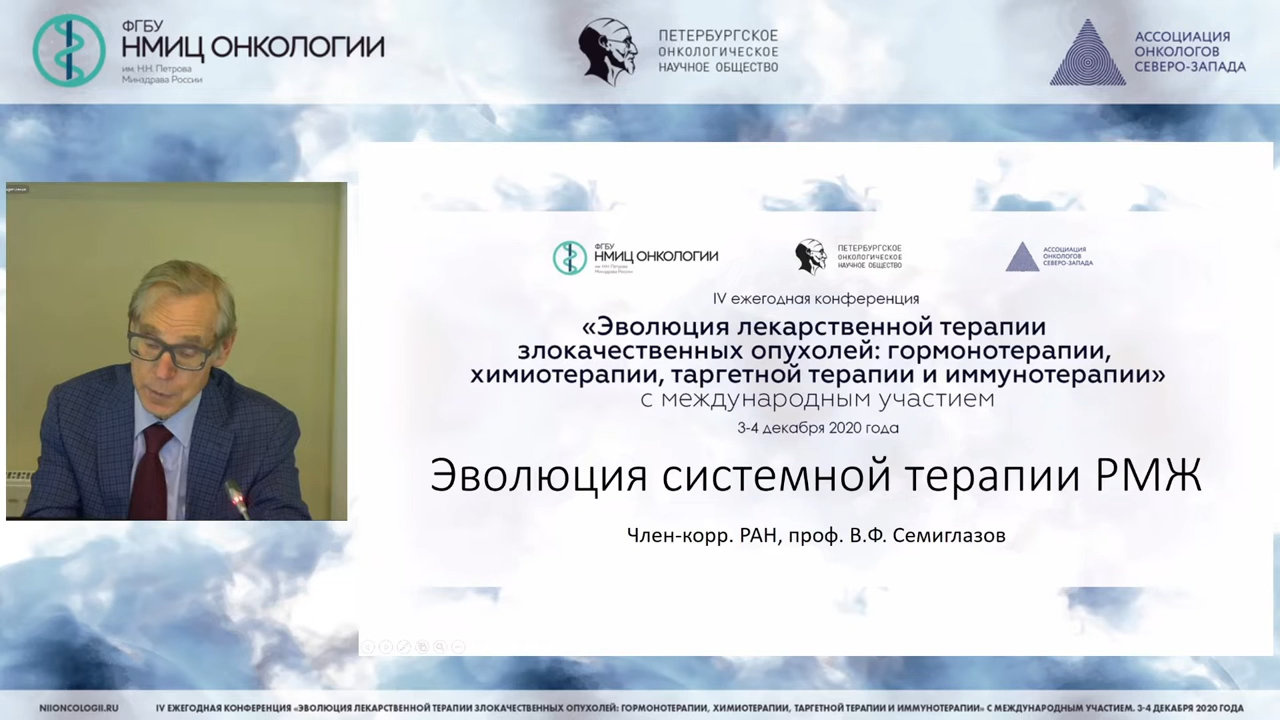 ФГБУ
НМИЦ ОНКОЛОГИИ
им. Н.Н. Петрова
Минздрава России
ПЕТЕРБУРГСКОЕ
ОНКОЛОГИЧЕСКОЕ
НАУЧНОЕ ОБЩЕСТВО
АССОЦИАЦИЯ
ОНКОЛОГОВ
СЕВЕРО-ЗАПАДА
ФГБУ
НМИЦ ОНКОЛОГИИ
им. Н.Н. Петрова
Минздрава России
ПЕТЕРБУРГСКОЕ
ОНКОЛОГИЧЕСКОЕ
НАУЧНОЕ ОБЩЕСТВО
АССОЦИАЦИЯ
ОНКОЛОГОВ
СЕВЕРО-ЗАПАДА
IV ежегодная конференция
«Эволюция лекарственной терапии
злокачественных опухолей: гормонотерапии,
химиотерапии, таргетной терапии и иммунотерапии»
с международным участием
3-4 декабря 2020 года
Эволюция системной терапии РМЖ
Член-корр. РАН, проф. В.Ф. Семиглазов
NIIONCOLOGII.RU
IV ЕЖЕГОДНАЯ КОНФЕРЕНЦИЯ «ЭВОЛЮЦИЯ ЛЕКАРСТВЕННОЙ ТЕРАПИИ ЗЛОКАЧЕСТВЕННЫХ ОПУХОЛЕЙ: ГОРМОНОТЕРАПИИ, ХИМИОТЕРАПИИ, ТАРГЕТНОЙ ТЕРАПИИ И ИММУНОТЕРАПИИ» С МЕЖДУНАРОДНЫМ УЧАСТИЕМ. 3-4 ДЕКАБРЯ 2020 ГОДА